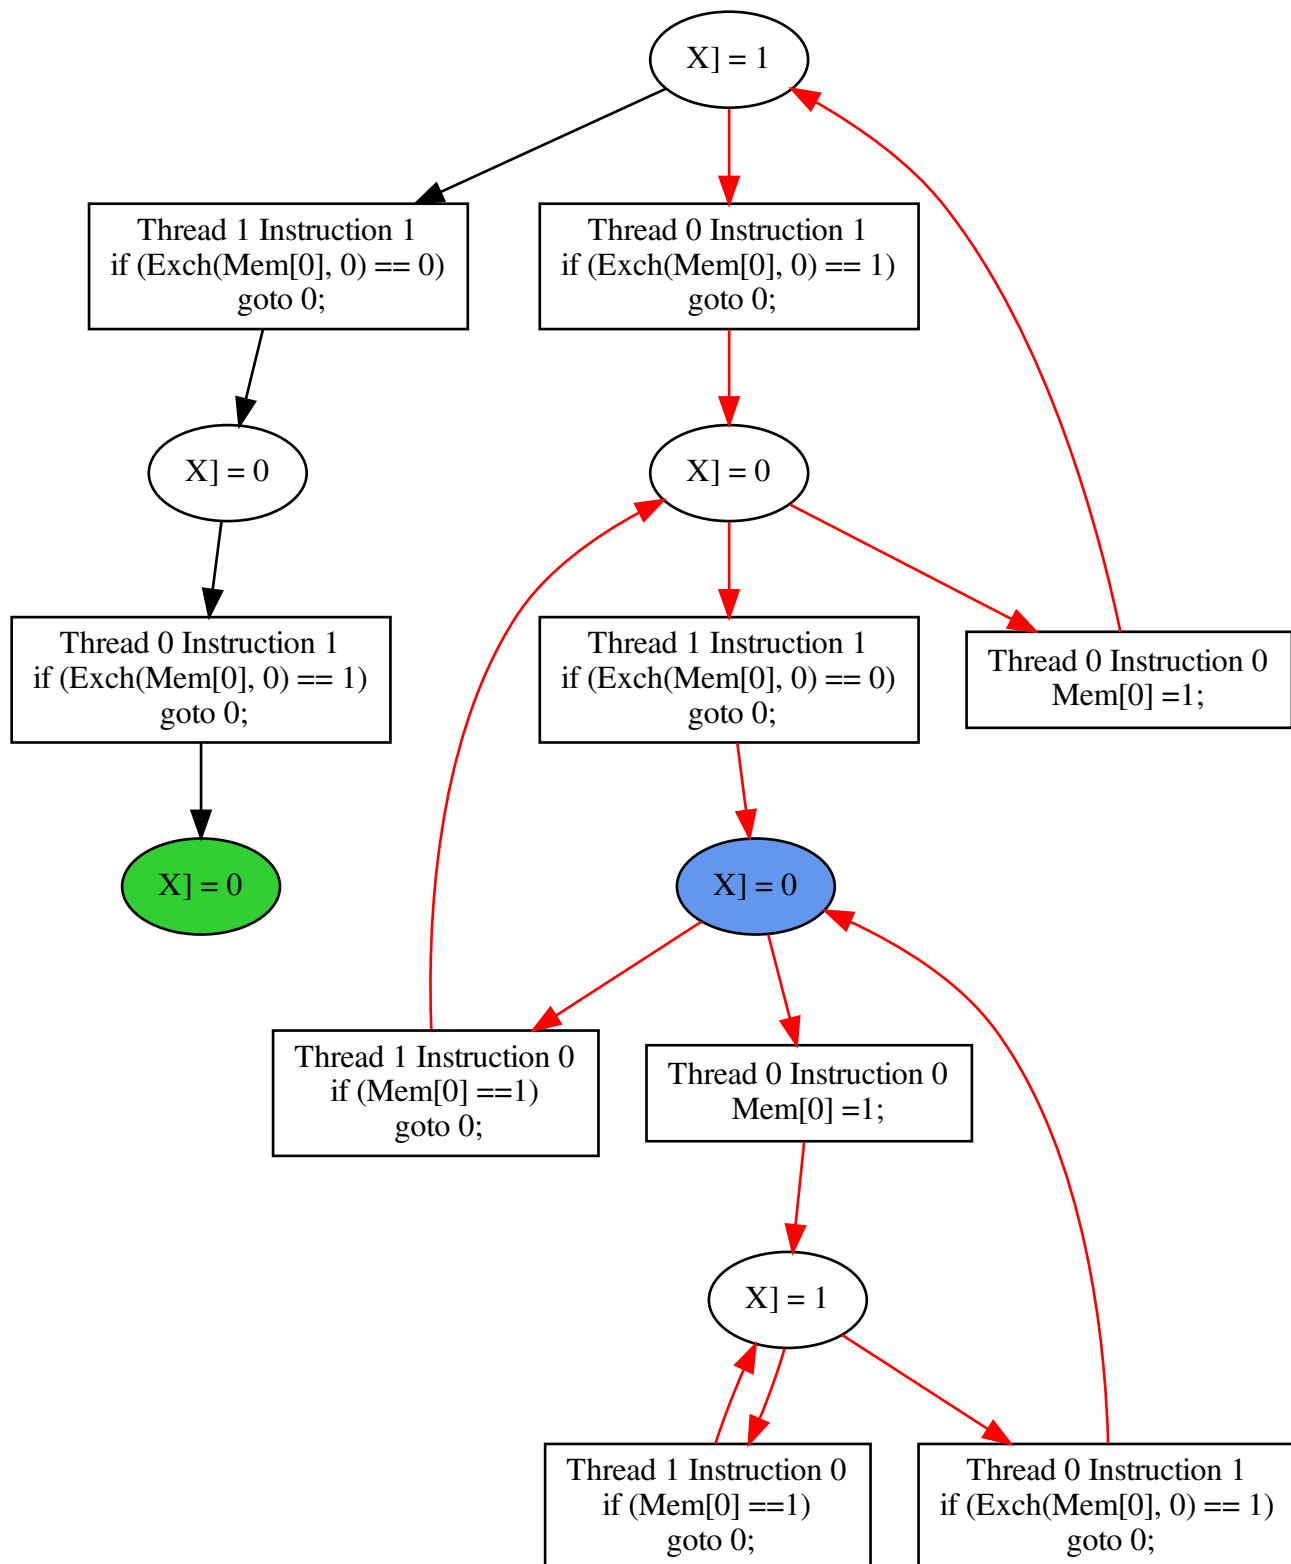 X] = 1
Thread 1 Instruction 1
if (Exch(Mem[0], 0) == 0)
goto 0;
Thread 0 Instruction 1
if (Exch(Mem[0], 0) == 1)
goto 0;
X] = 0
X] = 0
Thread 0 Instruction 1
if (Exch(Mem[0], 0) == 1)
goto 0;
Thread 1 Instruction 1
if (Exch(Mem[0], 0) == 0)
goto 0;
Thread 0 Instruction 0
Mem[0] =1;
X] = 0
X] = 0
Thread 1 Instruction 0
if (Mem[0] ==1)
goto 0;
Thread 0 Instruction 0
Mem[0] =1;
X] = 1
Thread 1 Instruction 0
if (Mem[0] ==1)
goto 0;
Thread 0 Instruction 1
if (Exch(Mem[0], 0) == 1)
goto 0;